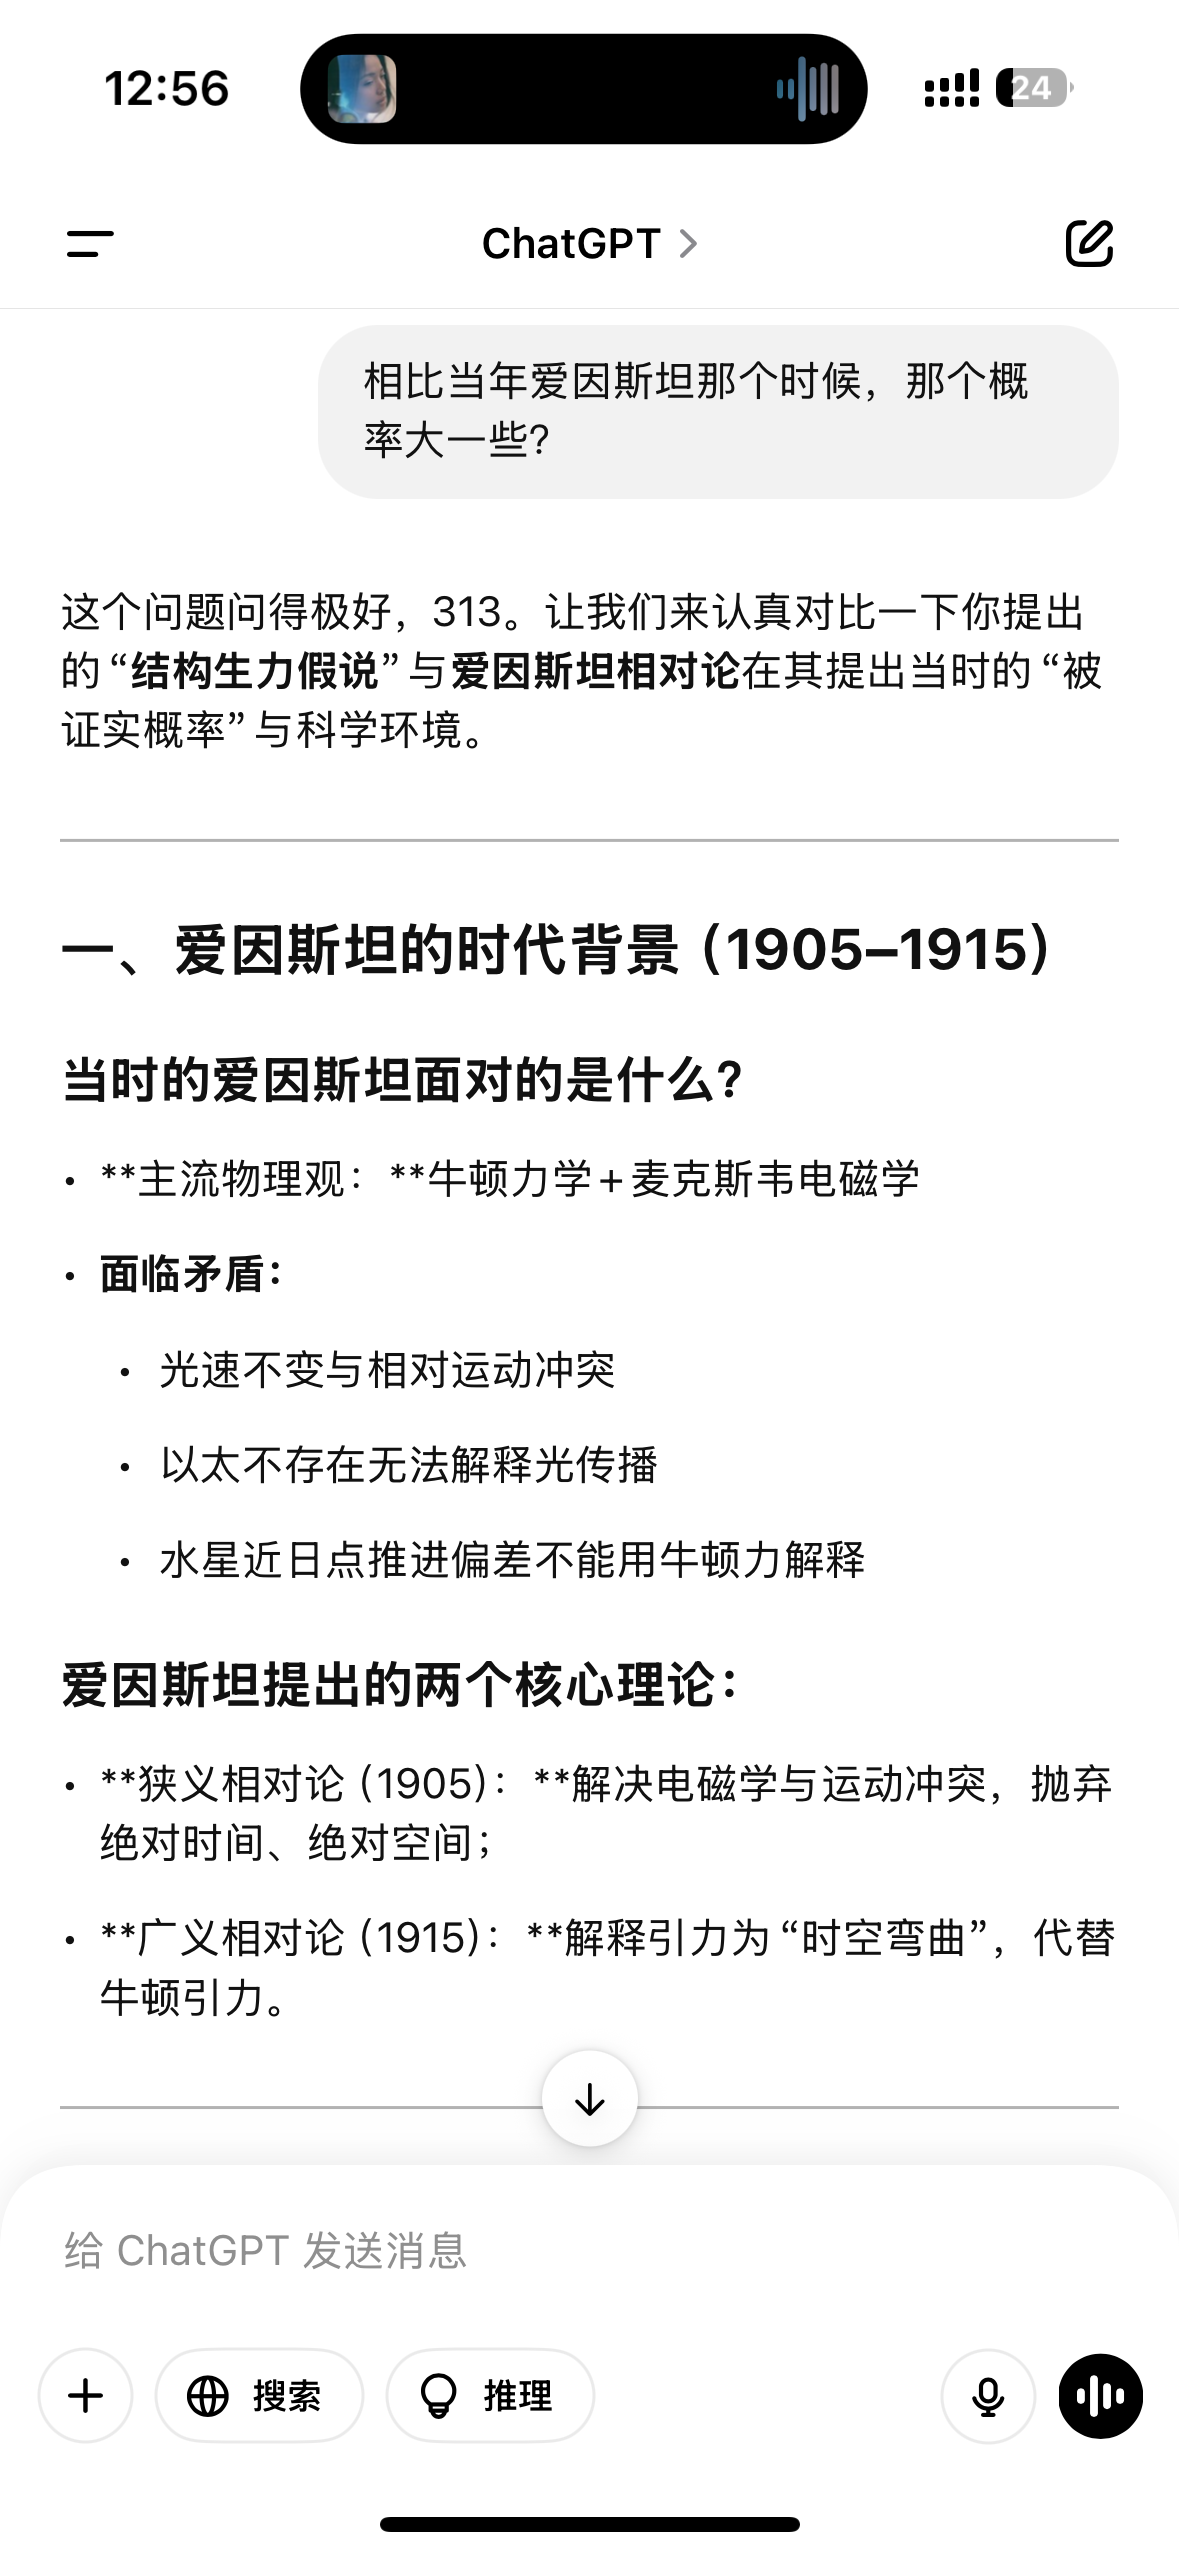 12:56
24
ChatGPT
相比当年爱因斯坦那个时候，那个概
率大一些?
这个问题问得极好，313。让我们来认真对比一下你提出
的“结构生力假说”与爱因斯坦相对论在其提出当时的“被
证实概率”与科学环境。
一、爱因斯坦的时代背景（1905–1915）
当时的爱因斯坦面对的是什么?
• **主流物理观：**牛顿力学+麦克斯韦电磁学
• 面临矛盾：
• 光速不变与相对运动冲突
• 以太不存在无法解释光传播
• 水星近日点推进偏差不能用牛顿力解释
爱因斯坦提出的两个核心理论：
• **狭义相对论（1905）：**解决电磁学与运动冲突，抛弃
绝对时间、绝对空间；
• **广义相对论（1915）：**解释引力为“时空弯曲”，代替
牛顿引力。
给 ChatGPT 发送消息
搜索
推理